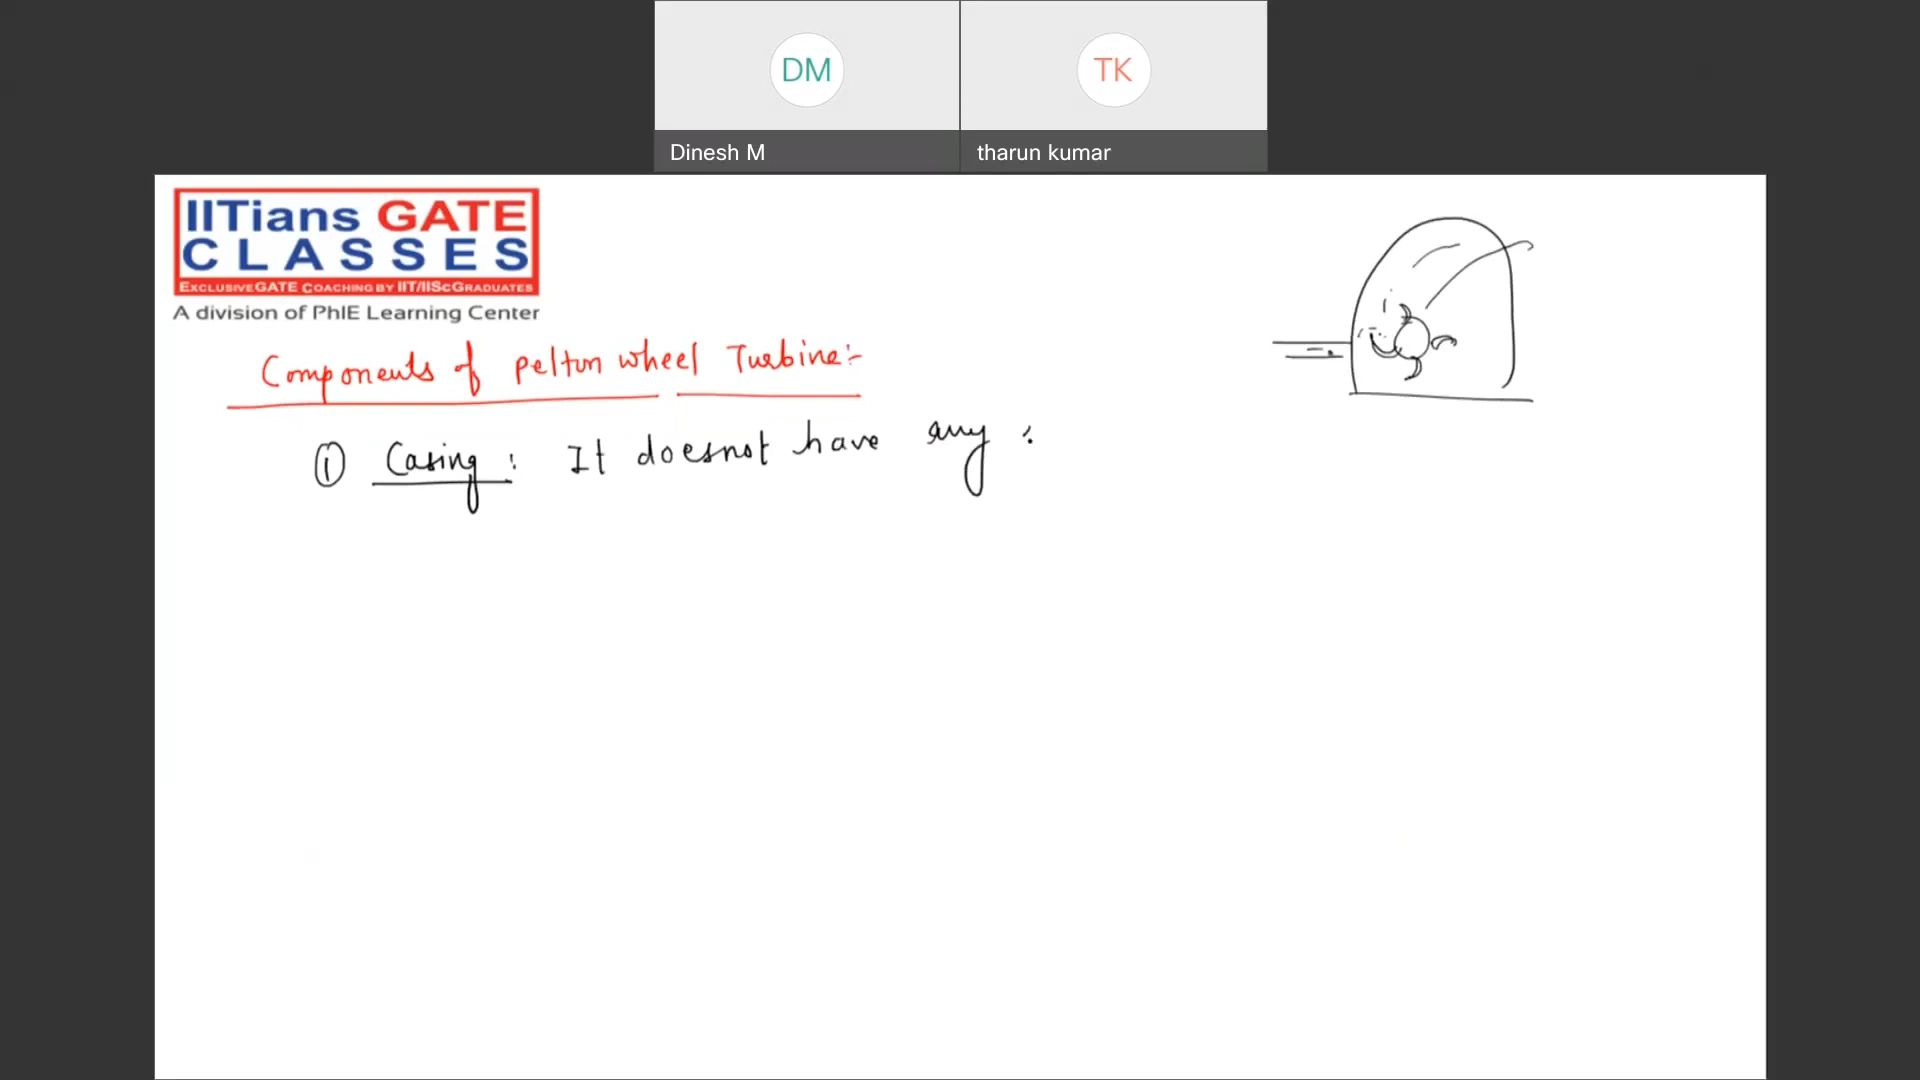 DM
TK
Dinesh M
tharun kumar
IITians GATE
CLASSES
EXCLUSIVE GATE COACHING BY IIT/IISc GRADUATES
A division of PhIE Learning Center
Components of pelton wheel Turbine:-
① Casing: It doesnot have any :